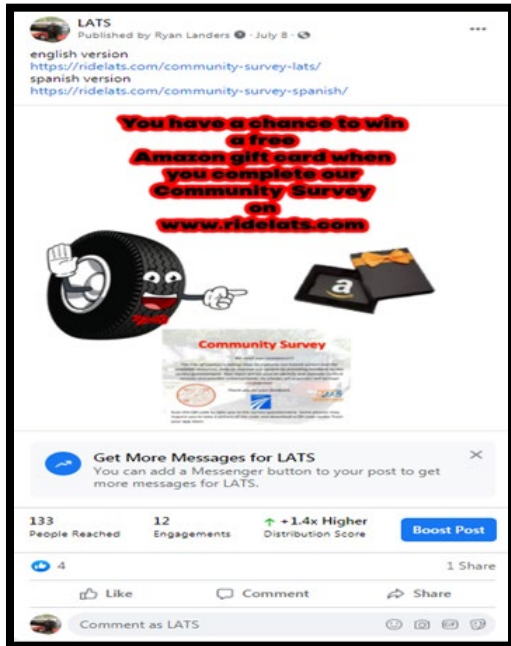 LATS
Published by Ryan Landers · July 8 ·
english version
https://ridelats.com/community-survey-lats/
spanish version
https://ridelats.com/community-survey-spanish/
You have a chance to win
a free
Amazon gift card when
you complete our
Community Survey
on
www.ridelats.com
a
Community Survey
Get More Messages for LATS
You can add a Messenger button to your post to get
more messages for LATS.
133 12 + 1.4x Higher
People Reached Engagements Distribution Score
Boost Post
4 1 Share
Like Comment Share
Comment as LATS